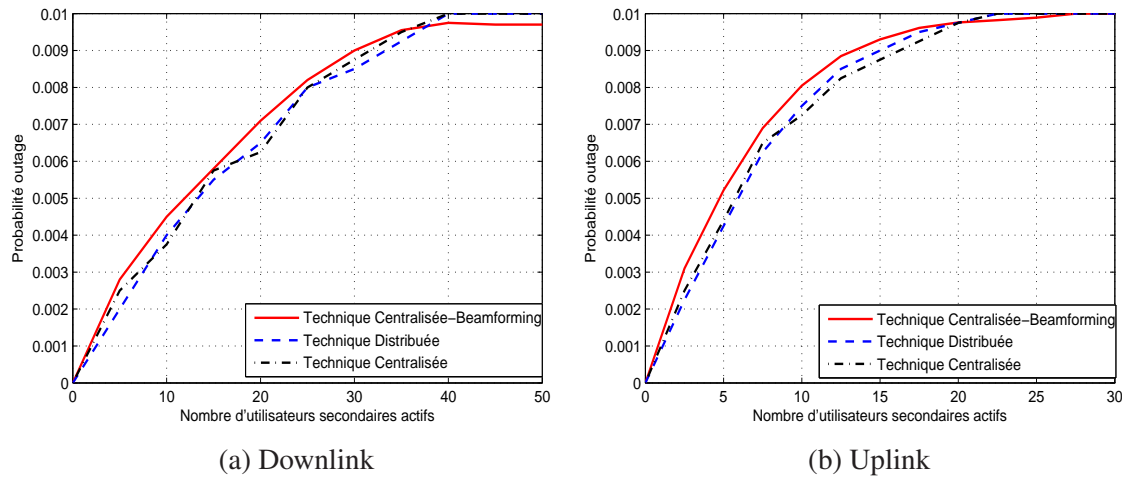 0.01
0.009
0.008
0.007
0.006
0.005
0.004
0.003
0.002
0.001
0
Probabilité outage
0 10 20 30 40 50
Nombre d'utilisateurs secondaires actifs
Technique Centralisée−Beamforming
Technique Distribuée
Technique Centralisée
(a) Downlink
0.01
0.009
0.008
0.007
0.006
0.005
0.004
0.003
0.002
0.001
0
Probabilité outage
0 5 10 15 20 25 30
Nombre d'utilisateurs secondaires actifs
Technique Centralisée−Beamforming
Technique Distribuée
Technique Centralisée
(b) Uplink